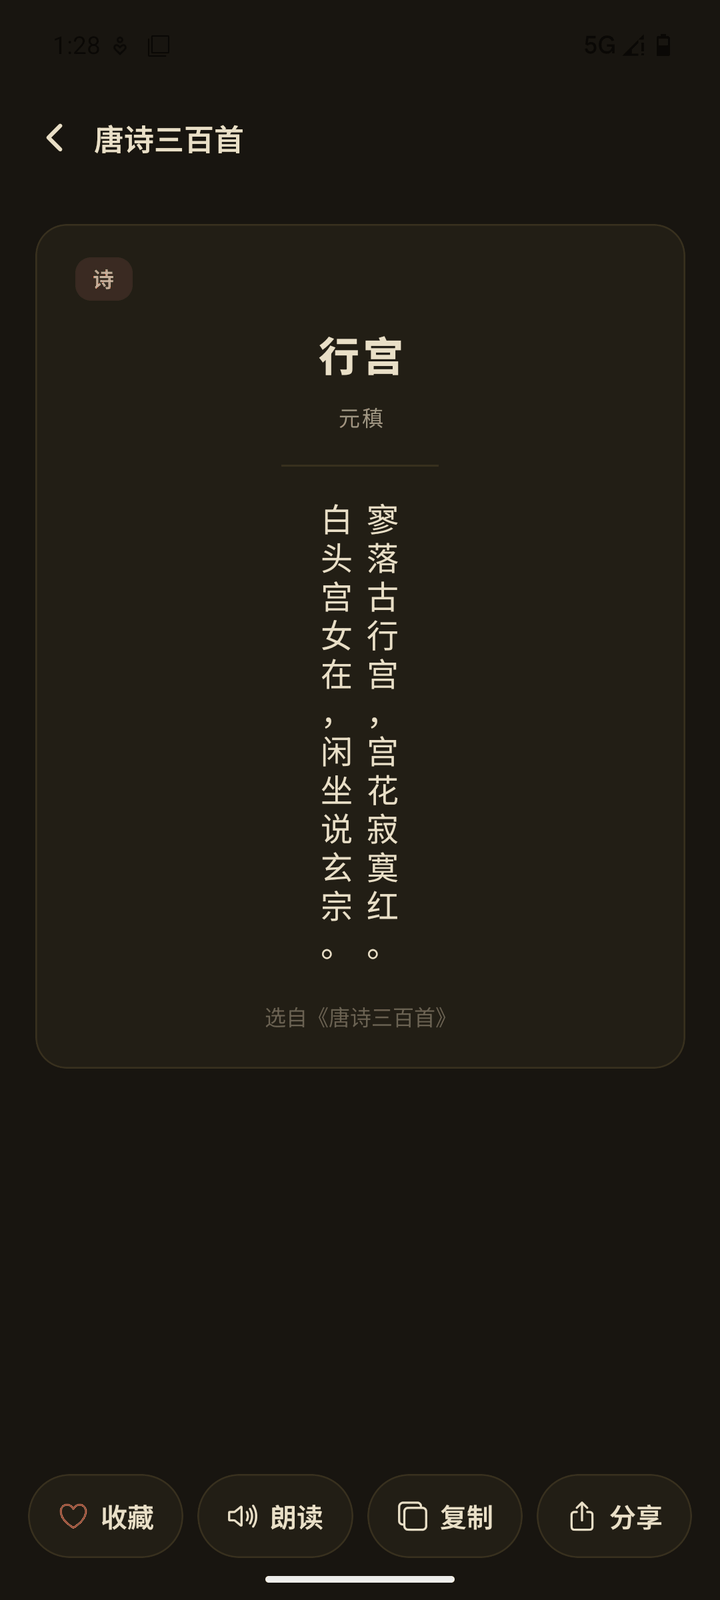 1:28
5G
唐诗三百首
诗
行宫
元稹
寥落古行宫，宫花寂寞红。
白头宫女在，闲坐说玄宗。
选自《唐诗三百首》
收藏
朗读
复制
分享